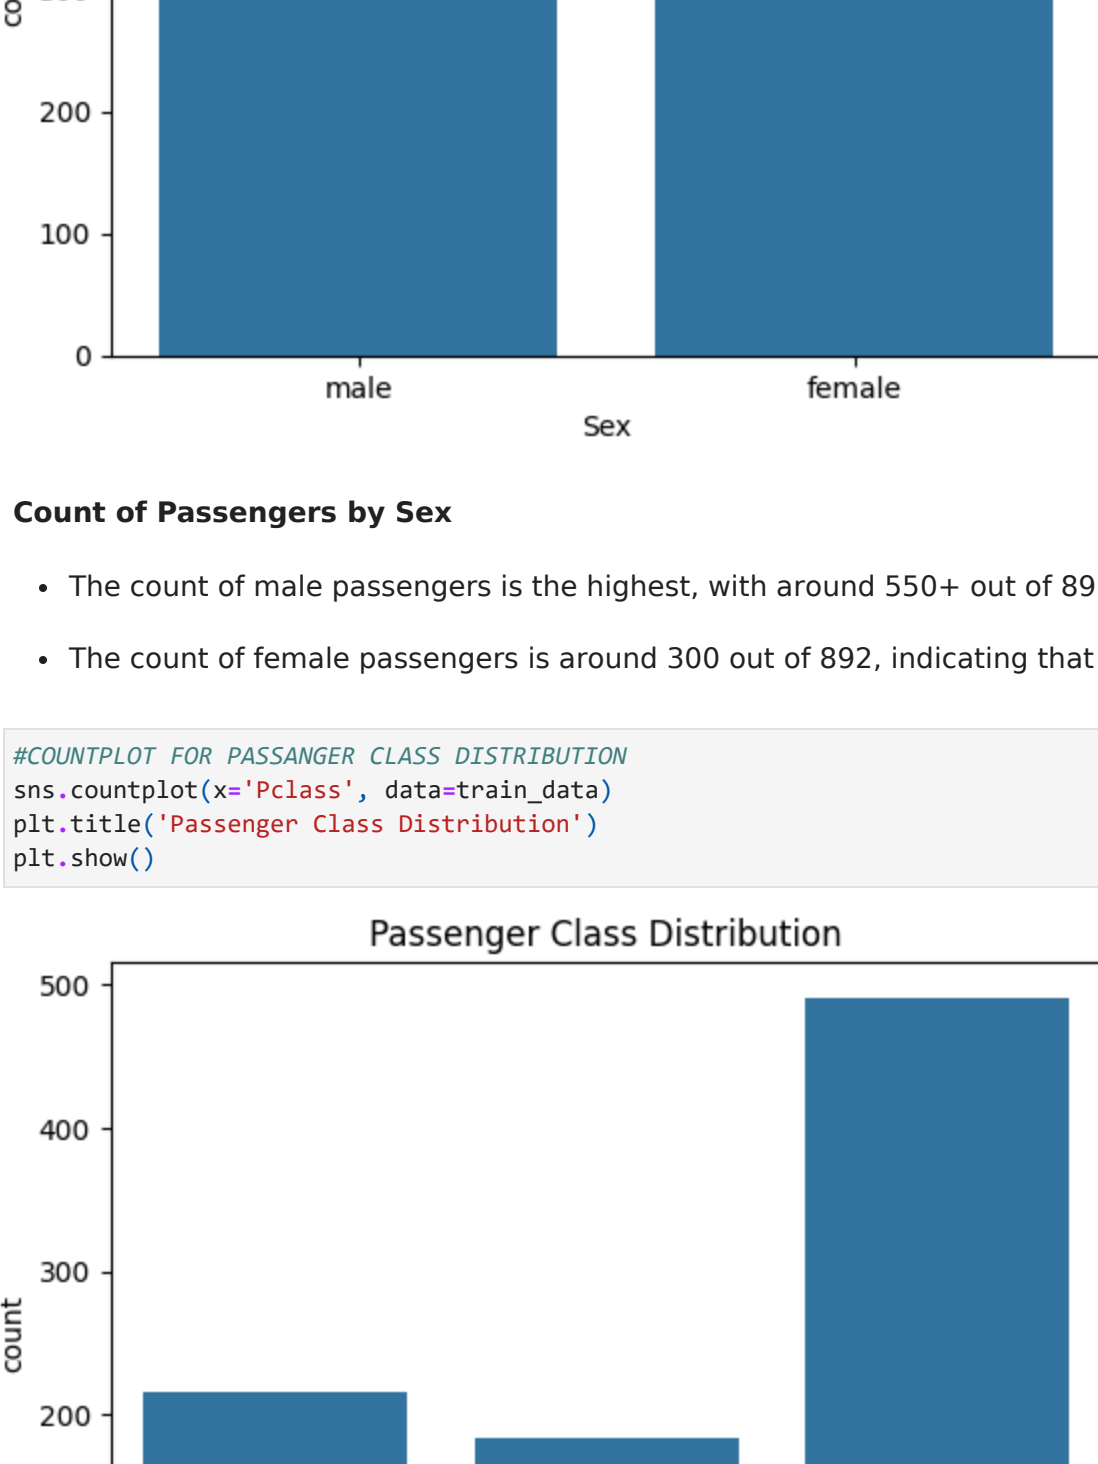 200
100
0
male female
Sex
Count of Passengers by Sex
• The count of male passengers is the highest, with around 550+ out of 89
• The count of female passengers is around 300 out of 892, indicating that
#COUNTPLOT FOR PASSANGER CLASS DISTRIBUTION
sns.countplot(x='Pclass', data=train_data)
plt.title('Passenger Class Distribution')
plt.show()
Passenger Class Distribution
500
400
300
count
200